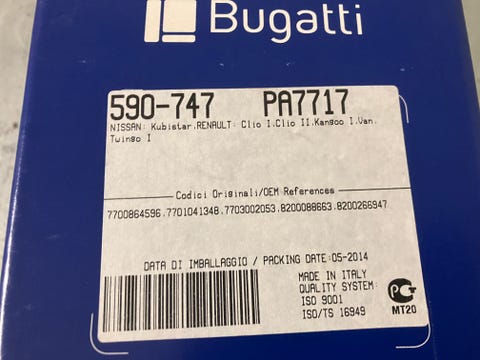 Bugatti
590-747 PA7717
NISSAN: Kubistar,RENAULT: Clio I,Clio II,Kangoo I,Van,
Twingo I
Codici Originali/OEM References
7700864596,7701041348,7703002053,8200088663,8200266947
DATA DI IMBALLAGGIO / PACKING DATE:05-2014
MADE IN ITALY
QUALITY SYSTEM:
ISO 9001
ISO/TS 16949
PCT
MT20